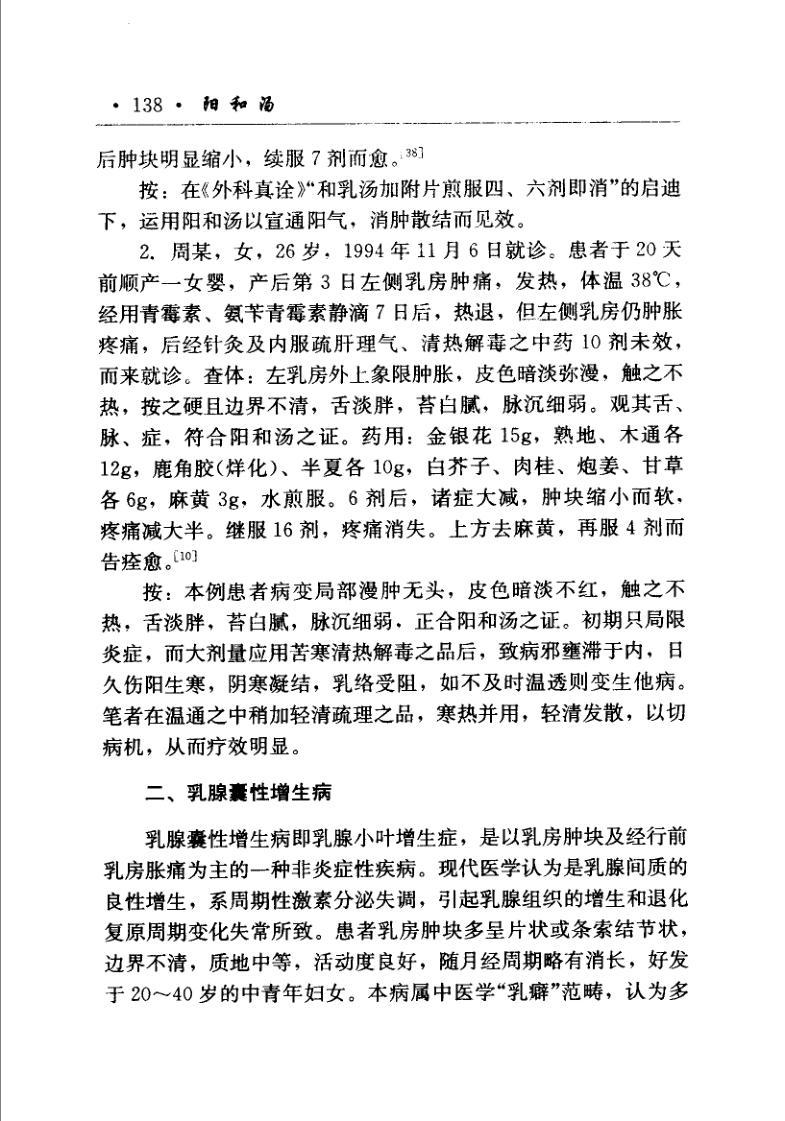 · 138 · 阳和汤
后肿块明显缩小，续服 7 剂而愈。[38]
按：在《外科真诠》“和乳汤加附片煎服四、六剂即消”的启迪
下，运用阳和汤以宣通阳气，消肿散结而见效。
2. 周某，女，26 岁，1994 年 11 月 6 日就诊。患者于 20 天
前顺产一女婴，产后第 3 日左侧乳房肿痛，发热，体温 38℃，
经用青霉素、氨苄青霉素静滴 7 日后，热退，但左侧乳房仍肿胀
疼痛，后经针灸及内服疏肝理气、清热解毒之中药 10 剂未效，
而来就诊。查体：左乳房外上象限肿胀，皮色暗淡弥漫，触之不
热，按之硬且边界不清，舌淡胖，苔白腻，脉沉细弱。观其舌、
脉、症，符合阳和汤之证。药用：金银花 15g，熟地、木通各
12g，鹿角胶(烊化)、半夏各 10g，白芥子、肉桂、炮姜、甘草
各 6g，麻黄 3g，水煎服。6 剂后，诸症大减，肿块缩小而软，
疼痛减大半。继服 16 剂，疼痛消失。上方去麻黄，再服 4 剂而
告痊愈。[10]
按：本例患者病变局部漫肿无头，皮色暗淡不红，触之不
热，舌淡胖，苔白腻，脉沉细弱，正合阳和汤之证。初期只局限
炎症，而大剂量应用苦寒清热解毒之品后，致病邪壅滞于内，日
久伤阳生寒，阴寒凝结，乳络受阻，如不及时温透则变生他病。
笔者在温通之中稍加轻清疏理之品，寒热并用，轻清发散，以切
病机，从而疗效明显。
二、乳腺囊性增生病
乳腺囊性增生病即乳腺小叶增生症，是以乳房肿块及经行前
乳房胀痛为主的一种非炎症性疾病。现代医学认为是乳腺间质的
良性增生，系周期性激素分泌失调，引起乳腺组织的增生和退化
复原周期变化失常所致。患者乳房肿块多呈片状或条索结节状，
边界不清，质地中等，活动度良好，随月经周期略有消长，好发
于 20～40 岁的中青年妇女。本病属中医学“乳癖”范畴，认为多